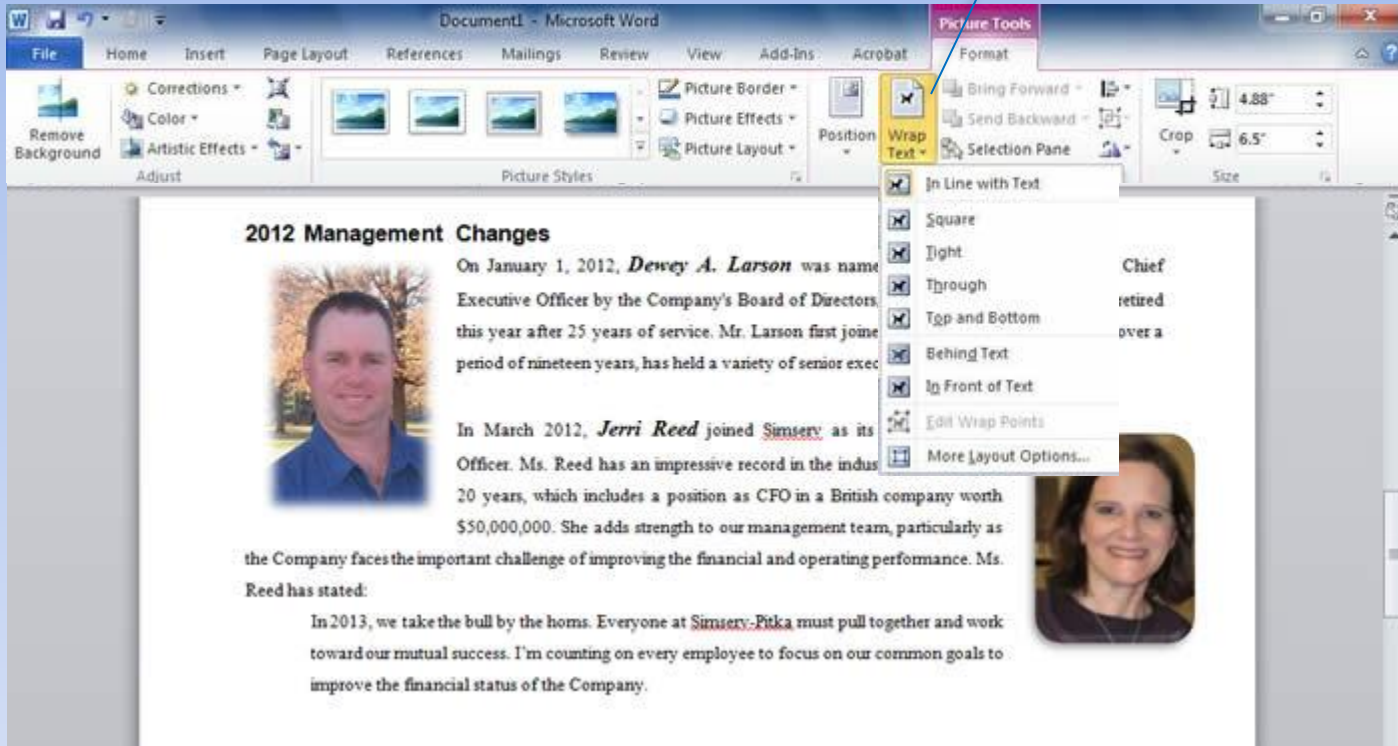 Document1 - Microsoft Word
Picture Tools
File Home Insert Page Layout References Mailings Review View Add-Ins Acrobat Format
Remove Background
Corrections
Color
Artistic Effects
Adjust
Picture Styles
Picture Border
Picture Effects
Picture Layout
Position
Wrap Text
Bring Forward
Send Backward
Selection Pane
Crop
4.88"
6.5"
Size
In Line with Text
Square
Tight
Through
Top and Bottom
Behind Text
In Front of Text
Edit Wrap Points
More Layout Options...
2012 Management Changes
On January 1, 2012, Dewey A. Larson was name Chief
Executive Officer by the Company's Board of Directors retired
this year after 25 years of service. Mr. Larson first joine over a
period of nineteen years, has held a variety of senior exec
In March 2012, Jerri Reed joined Simserv as its
Officer. Ms. Reed has an impressive record in the indus
20 years, which includes a position as CFO in a British company worth
$50,000,000. She adds strength to our management team, particularly as
the Company faces the important challenge of improving the financial and operating performance. Ms.
Reed has stated:
In 2013, we take the bull by the horns. Everyone at Simserv-Pitka must pull together and work
toward our mutual success. I'm counting on every employee to focus on our common goals to
improve the financial status of the Company.